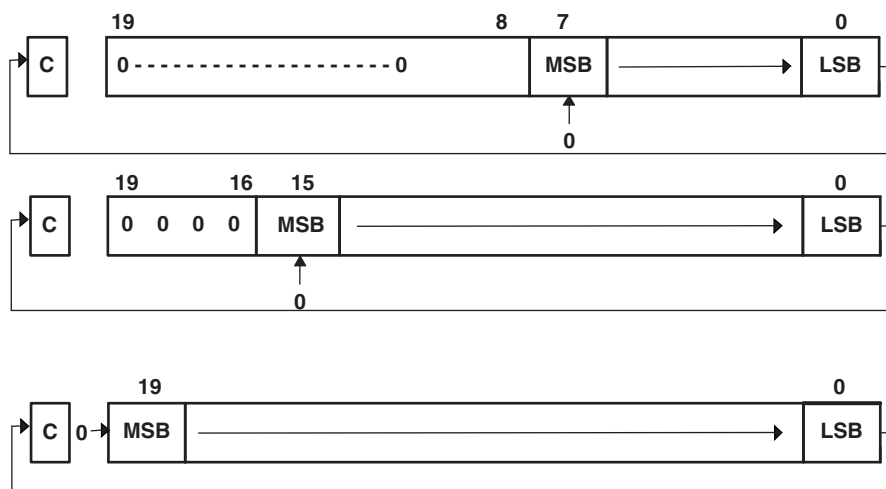 19 8 7 0
C 0 - - - - - - - - - - - - - - - - - - - 0 MSB LSB
0
19 16 15 0
C 0 0 0 0 MSB LSB
0
19 0
C 0 MSB LSB